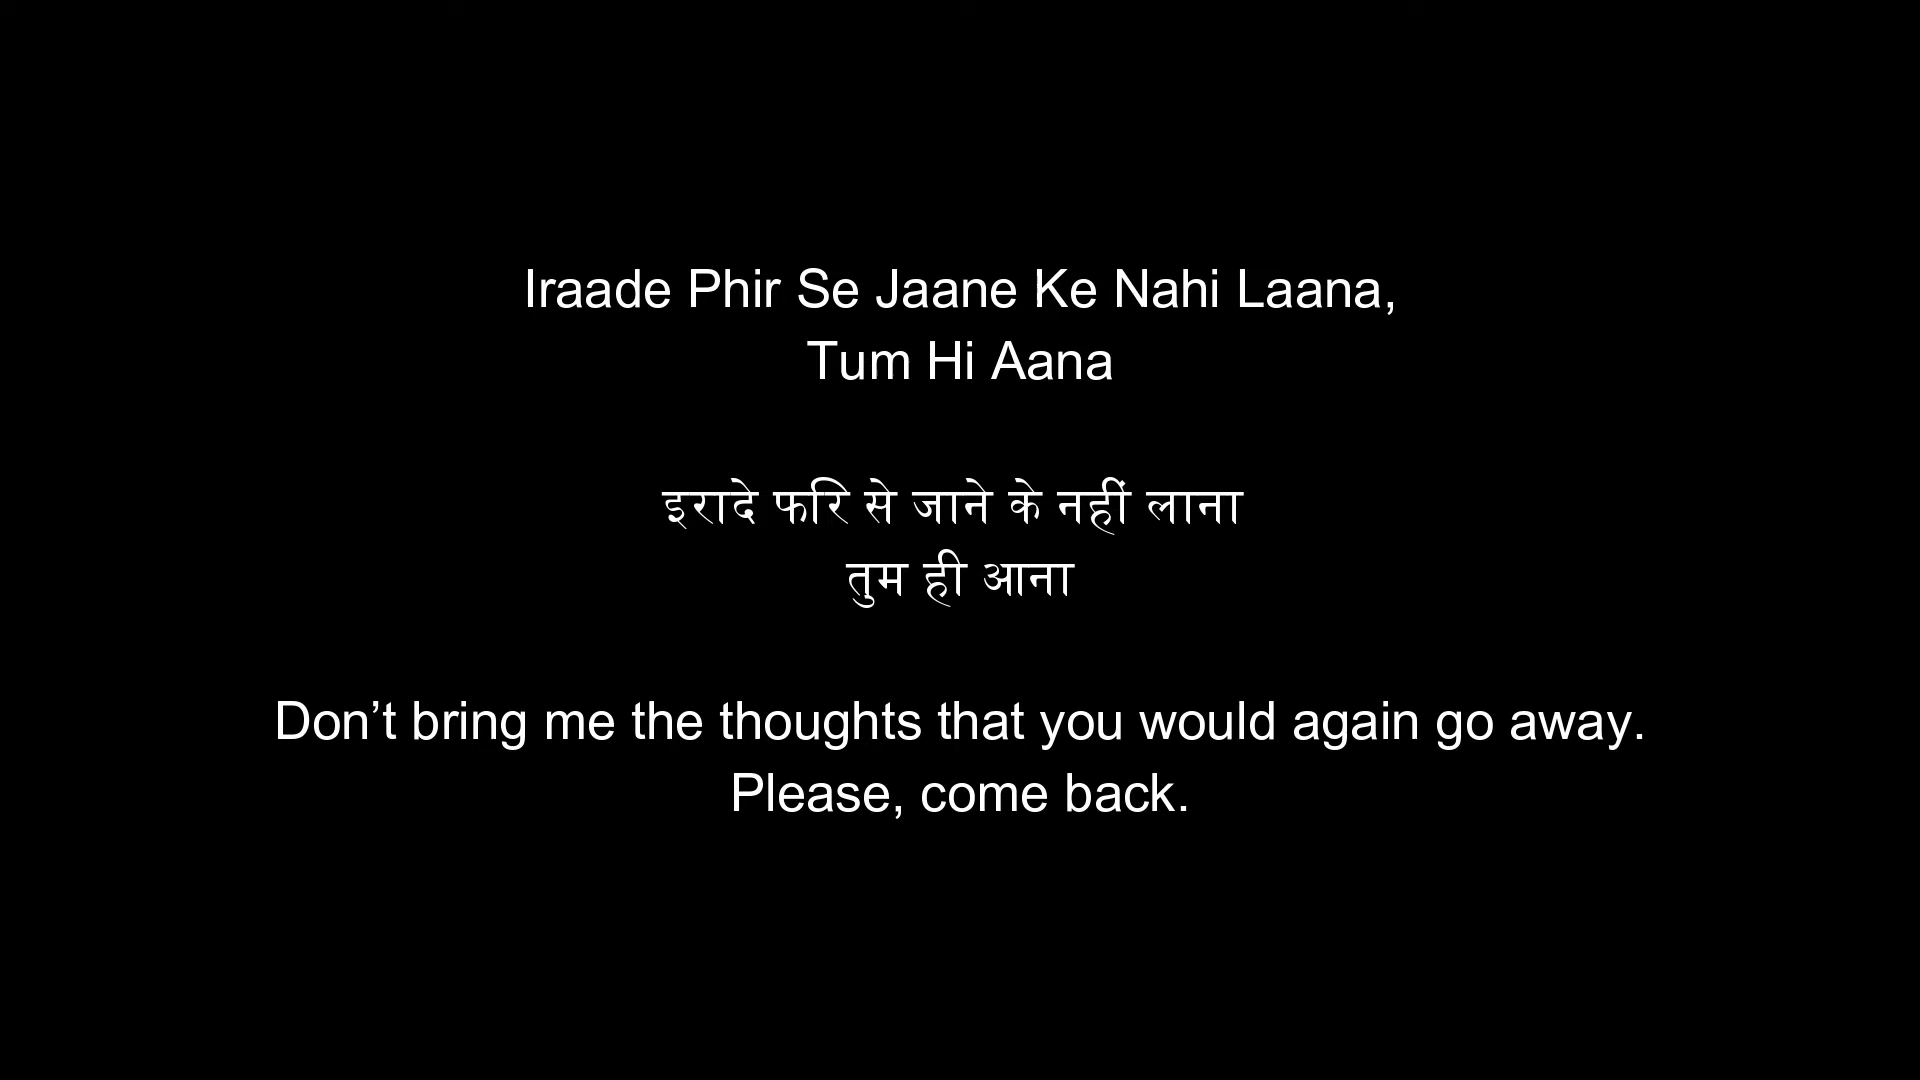 Iraade Phir Se Jaane Ke Nahi Laana,
Tum Hi Aana
इरादे फरि से जाने के नहीं लाना
तुम ही आना
Don’t bring me the thoughts that you would again go away.
Please, come back.